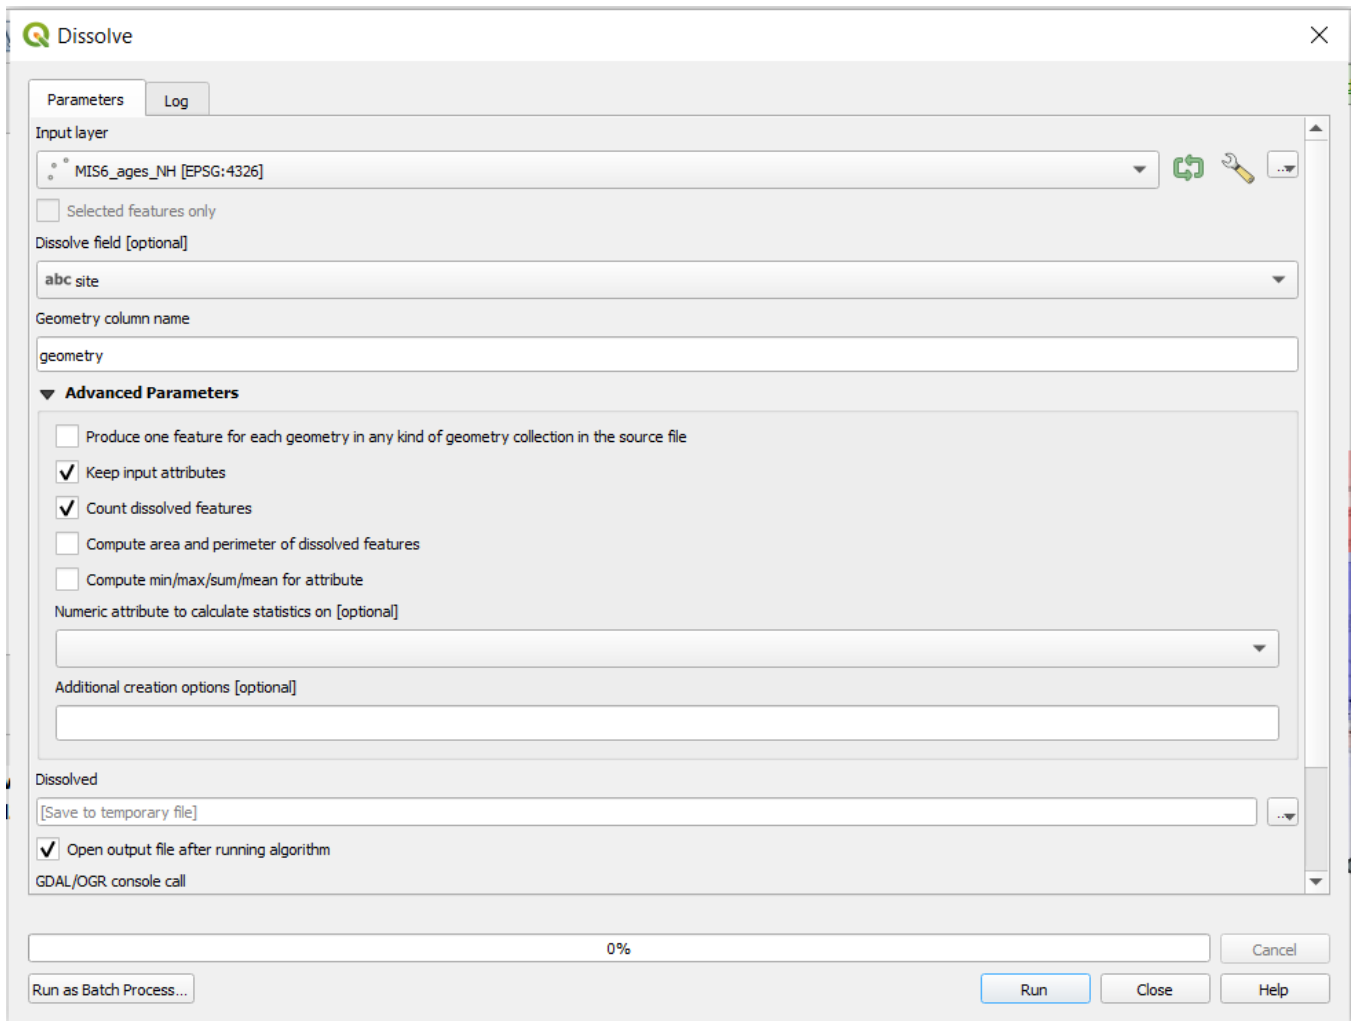 Dissolve
Parameters
Log
Input layer
MIS6_ages_NH [EPSG:4326]
Selected features only
Dissolve field [optional]
abc site
Geometry column name
geometry
Advanced Parameters
Produce one feature for each geometry in any kind of geometry collection in the source file
Keep input attributes
Count dissolved features
Compute area and perimeter of dissolved features
Compute min/max/sum/mean for attribute
Numeric attribute to calculate statistics on [optional]
Additional creation options [optional]
Dissolved
[Save to temporary file]
Open output file after running algorithm
GDAL/OGR console call
0%
Cancel
Run as Batch Process...
Run
Close
Help